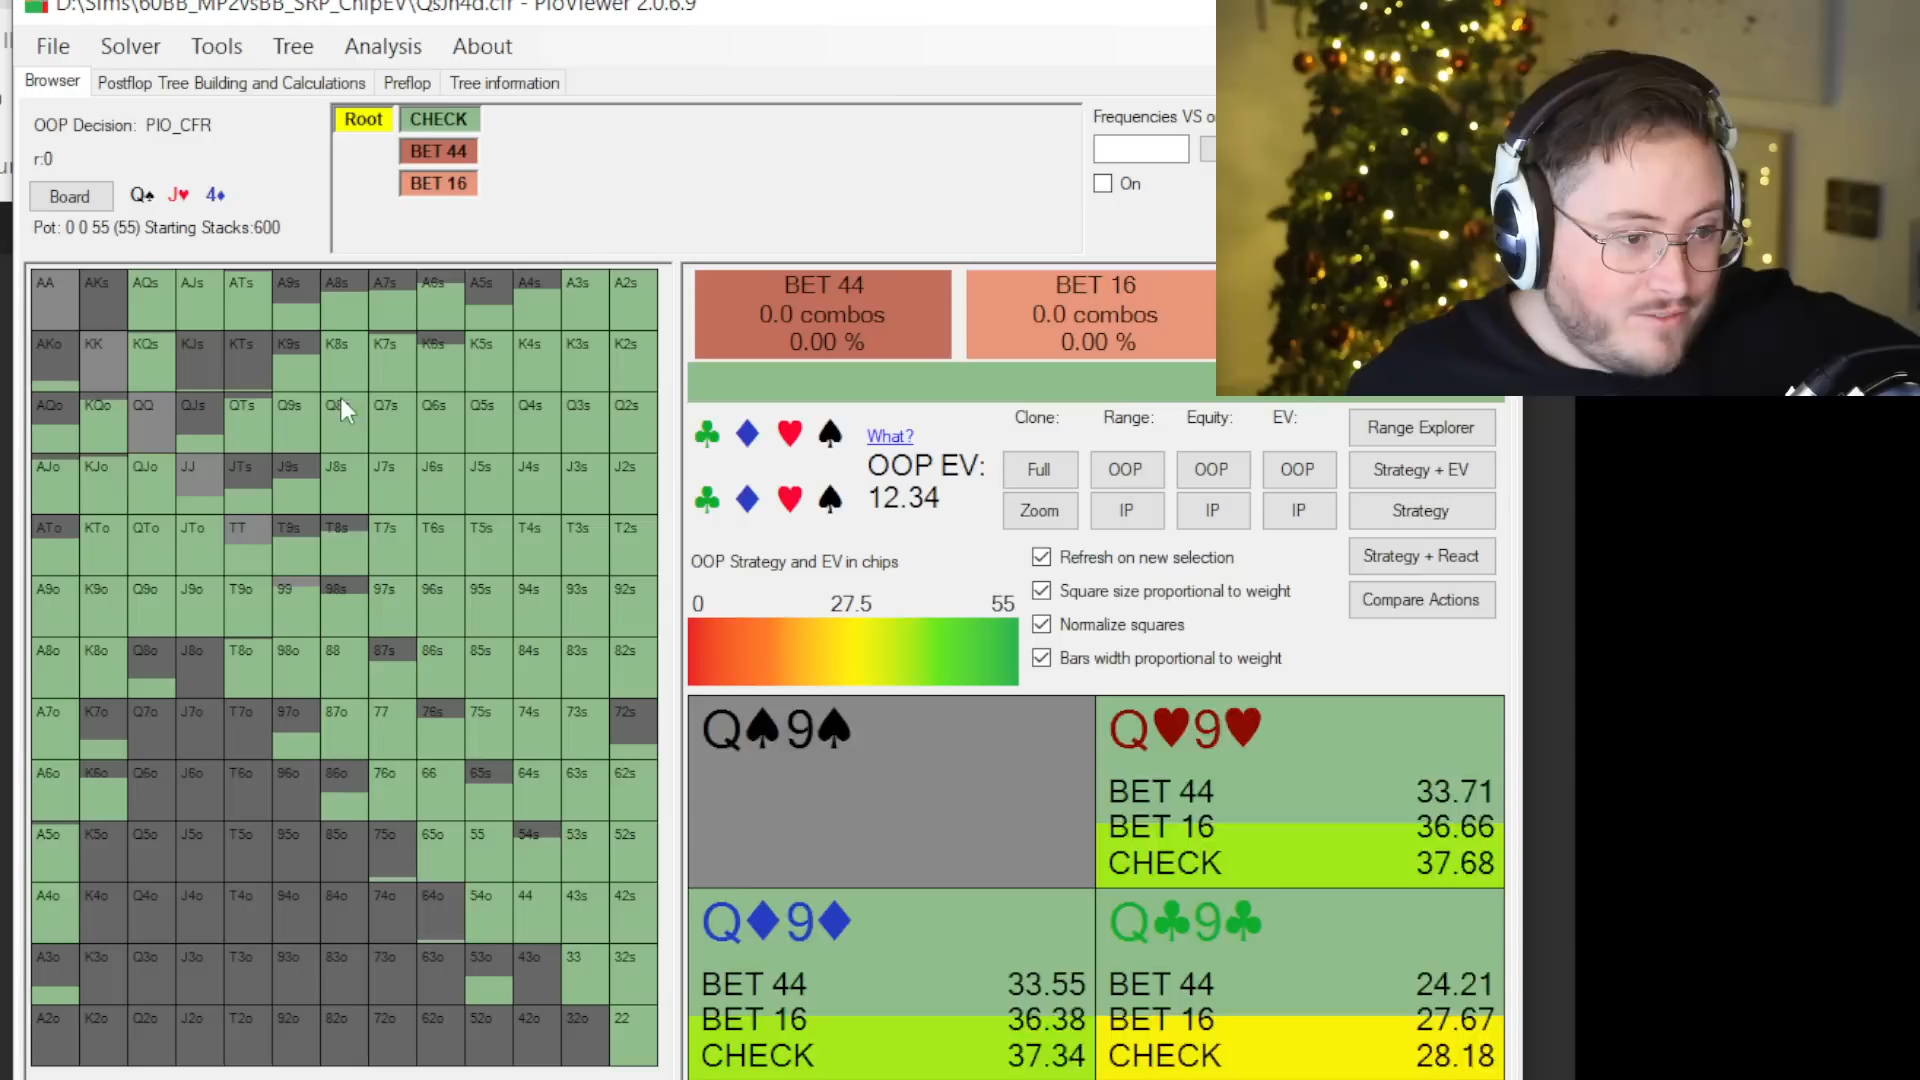 D:\Sims\60BB_MP2vsBB_SRP_ChipEV\QsJh4d.cfr - PioViewer 2.0.6.9
File Solver Tools Tree Analysis About
Browser Postflop Tree Building and Calculations Preflop Tree information
OOP Decision: PIO_CFR
r:0
Board Q♠ J♥ 4♦
Pot: 0 0 55 (55) Starting Stacks:600
Root CHECK
BET 44
BET 16
Frequencies VS
On
AA AKs AQs AJs ATs A9s A8s A7s A6s A5s A4s A3s A2s
AKo KK KQs KJs KTs K9s K8s K7s K6s K5s K4s K3s K2s
AQo KQo QQ QJs QTs Q9s Q8s Q7s Q6s Q5s Q4s Q3s Q2s
AJo KJo QJo JJ JTs J9s J8s J7s J6s J5s J4s J3s J2s
ATo KTo QTo JTo TT T9s T8s T7s T6s T5s T4s T3s T2s
A9o K9o Q9o J9o T9o 99 98s 97s 96s 95s 94s 93s 92s
A8o K8o Q8o J8o T8o 98o 88 87s 86s 85s 84s 83s 82s
A7o K7o Q7o J7o T7o 97o 87o 77 76s 75s 74s 73s 72s
A6o K6o Q6o J6o T6o 96o 86o 76o 66 65s 64s 63s 62s
A5o K5o Q5o J5o T5o 95o 85o 75o 65o 55 54s 53s 52s
A4o K4o Q4o J4o T4o 94o 84o 74o 64o 54o 44 43s 42s
A3o K3o Q3o J3o T3o 93o 83o 73o 63o 53o 43o 33 32s
A2o K2o Q2o J2o T2o 92o 82o 72o 62o 52o 42o 32o 22
BET 44
0.0 combos
0.00 %
BET 16
0.0 combos
0.00 %
♣ ♦ ♥ ♠
♣ ♦ ♥ ♠
What?
OOP EV:
12.34
Clone: Range: Equity: EV:
Full OOP OOP OOP
Zoom IP IP IP
Range Explorer
Strategy + EV
Strategy
Strategy + React
Compare Actions
OOP Strategy and EV in chips
0 27.5 55
Refresh on new selection
Square size proportional to weight
Normalize squares
Bars width proportional to weight
Q♠9♠
Q♥9♥
BET 44 33.71
BET 16 36.66
CHECK 37.68
Q♦9♦
BET 44 33.55
BET 16 36.38
CHECK 37.34
Q♣9♣
BET 44 24.21
BET 16 27.67
CHECK 28.18